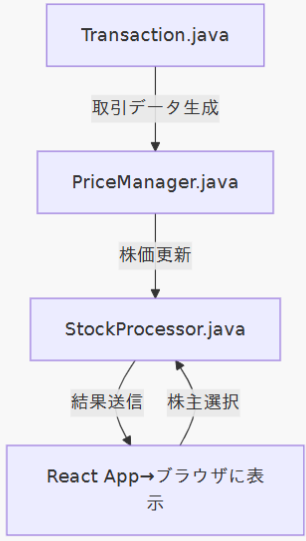 Transaction.java
取引データ生成
PriceManager.java
株価更新
StockProcessor.java
結果送信
株主選択
React App→ブラウザに表
示